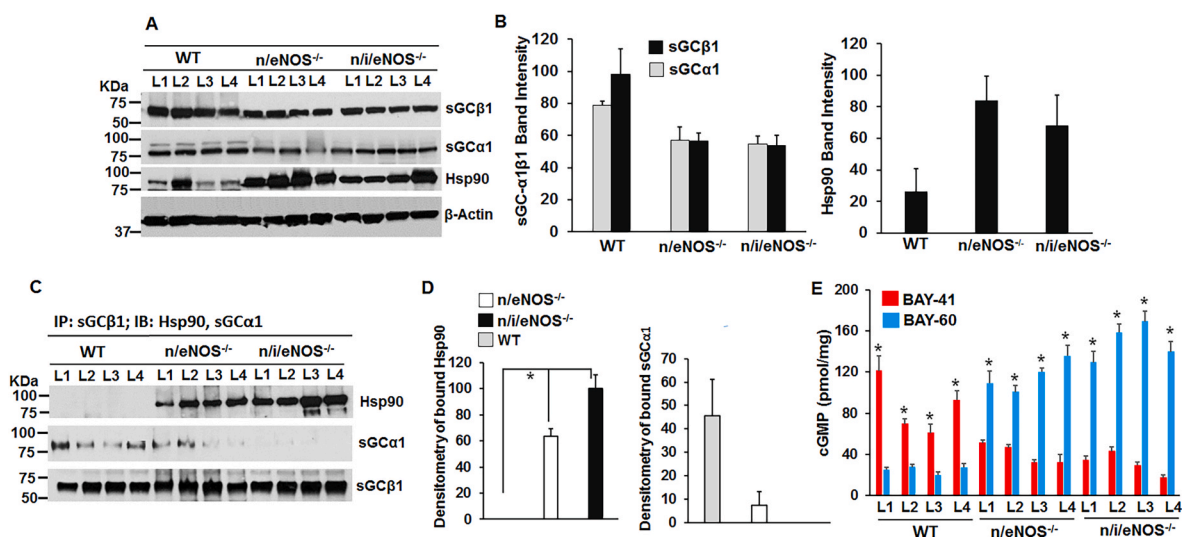 A
WT n/eNOS-/- n/i/eNOS-/-
KDa L1 L2 L3 L4 L1 L2 L3 L4 L1 L2 L3 L4
75
50
sGCβ1
100
75
sGCα1
100
75
Hsp90
37
β-Actin
B
sGC-α1β1 Band Intensity
120
100
80
60
40
20
0
sGCβ1
sGCα1
WT n/eNOS-/- n/i/eNOS-/-
Hsp90 Band Intensity
120
100
80
60
40
20
0
WT n/eNOS-/- n/i/eNOS-/-
C
IP: sGCβ1; IB: Hsp90, sGCα1
WT n/eNOS-/- n/i/eNOS-/-
KDa L1 L2 L3 L4 L1 L2 L3 L4 L1 L2 L3 L4
100
75
Hsp90
100
75
sGCα1
75
50
sGCβ1
D
n/eNOS-/-
n/i/eNOS-/-
WT
Densitometry of bound Hsp90
120
100
80
60
40
20
0
*
Densitometry of bound sGCα1
80
70
60
50
40
30
20
10
0
E
BAY-41
BAY-60
cGMP (pmol/mg)
200
160
120
80
40
0
* * * * * * * * * * * *
L1 L2 L3 L4 L1 L2 L3 L4 L1 L2 L3 L4
WT n/eNOS-/- n/i/eNOS-/-